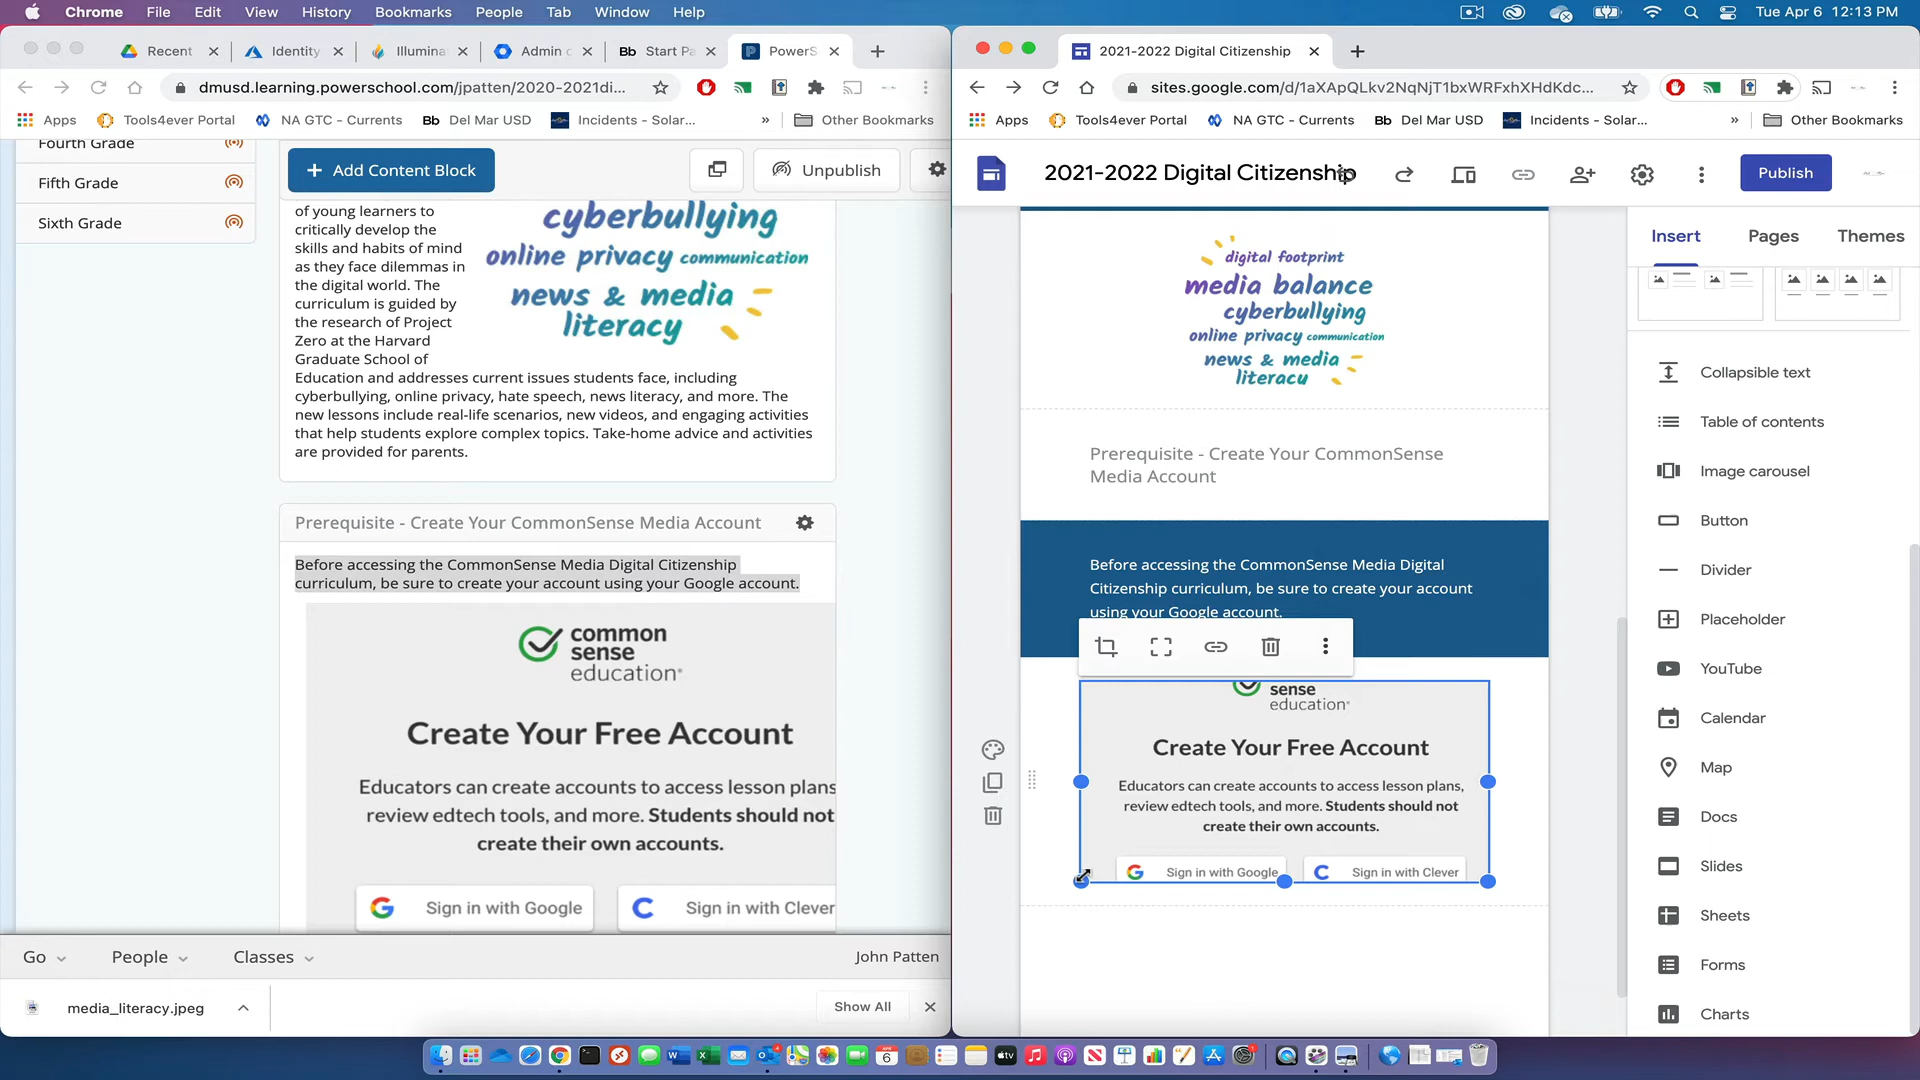 Chrome File Edit View History Bookmarks People Tab Window Help Tue Apr 6 12:13 PM
Recent Identity Illumina Admin Bb Start Pa PowerS
dmusd.learning.powerschool.com/jpatten/2020-2021di...
Apps Tools4ever Portal NA GTC - Currents Bb Del Mar USD Incidents - Solar... » Other Bookmarks
Fourth Grade
Fifth Grade
Sixth Grade
+ Add Content Block Unpublish
of young learners to
critically develop the
skills and habits of mind
as they face dilemmas in
the digital world. The
curriculum is guided by
the research of Project
Zero at the Harvard
Graduate School of
Education and addresses current issues students face, including
cyberbullying, online privacy, hate speech, news literacy, and more. The
new lessons include real-life scenarios, new videos, and engaging activities
that help students explore complex topics. Take-home advice and activities
are provided for parents.
cyberbullying
online privacy communication
news & media
literacy
Prerequisite - Create Your CommonSense Media Account
Before accessing the CommonSense Media Digital Citizenship
curriculum, be sure to create your account using your Google account.
common
sense
education
Create Your Free Account
Educators can create accounts to access lesson plans
review edtech tools, and more. Students should not
create their own accounts.
Sign in with Google Sign in with Clever
Go People Classes John Patten
media_literacy.jpeg Show All
2021-2022 Digital Citizenship
sites.google.com/d/1aXApQLkv2NqNjT1bxWRFxhXHdKdc...
Apps Tools4ever Portal NA GTC - Currents Bb Del Mar USD Incidents - Solar... » Other Bookmarks
2021-2022 Digital Citizenship Publish
digital footprint
media balance
cyberbullying
online privacy communication
news & media
literacy
Prerequisite - Create Your CommonSense
Media Account
Before accessing the CommonSense Media Digital
Citizenship curriculum, be sure to create your account
using your Google account.
sense
education
Create Your Free Account
Educators can create accounts to access lesson plans,
review edtech tools, and more. Students should not
create their own accounts.
Sign in with Google Sign in with Clever
Insert Pages Themes
Collapsible text
Table of contents
Image carousel
Button
Divider
Placeholder
YouTube
Calendar
Map
Docs
Slides
Sheets
Forms
Charts